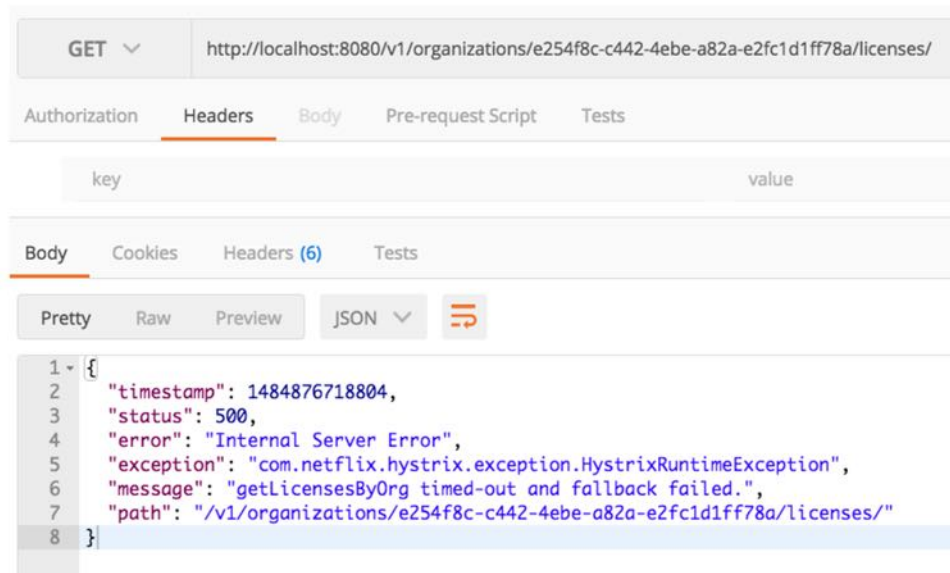 GET http://localhost:8080/v1/organizations/e254f8c-c442-4ebe-a82a-e2fc1d1ff78a/licenses/
Authorization Headers Body Pre-request Script Tests
key value
Body Cookies Headers (6) Tests
Pretty Raw Preview JSON
1 {
2 "timestamp": 1484876718804,
3 "status": 500,
4 "error": "Internal Server Error",
5 "exception": "com.netflix.hystrix.exception.HystrixRuntimeException",
6 "message": "getLicensesByOrg timed-out and fallback failed.",
7 "path": "/v1/organizations/e254f8c-c442-4ebe-a82a-e2fc1d1ff78a/licenses/"
8 }